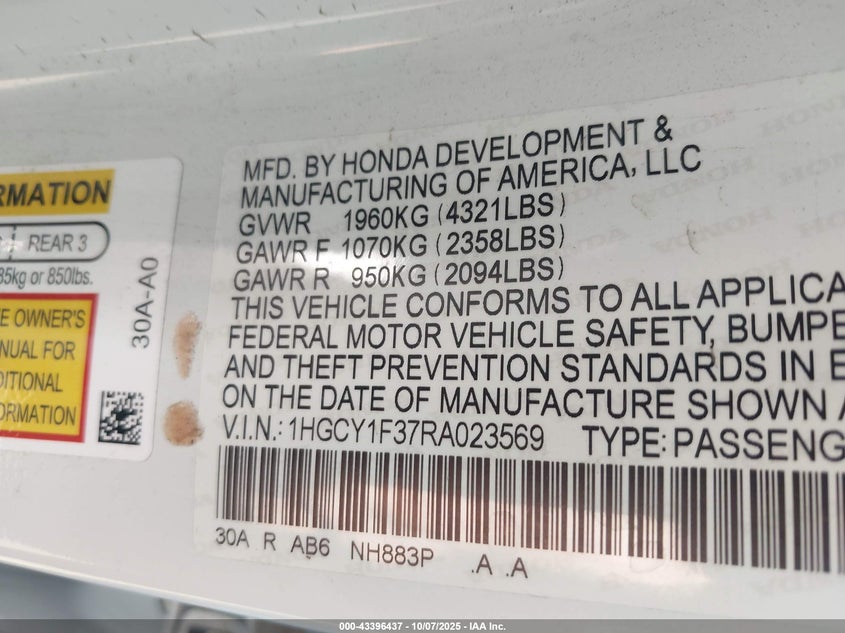 RMATION
REAR 3
85kg or 850lbs.
E OWNER'S
NUAL FOR
DITIONAL
FORMATION
30A-A0
MFD. BY HONDA DEVELOPMENT &
MANUFACTURING OF AMERICA, LLC
GVWR 1960KG (4321LBS)
GAWR F 1070KG (2358LBS)
GAWR R 950KG (2094LBS)
THIS VEHICLE CONFORMS TO ALL APPLICA
FEDERAL MOTOR VEHICLE SAFETY, BUMPE
AND THEFT PREVENTION STANDARDS IN E
ON THE DATE OF MANUFACTURE SHOWN A
V.I.N.: 1HGCY1F37RA023569 TYPE: PASSENG
30A R AB6 NH883P .A .A
000-43396437 - 10/07/2025 - IAA Inc.